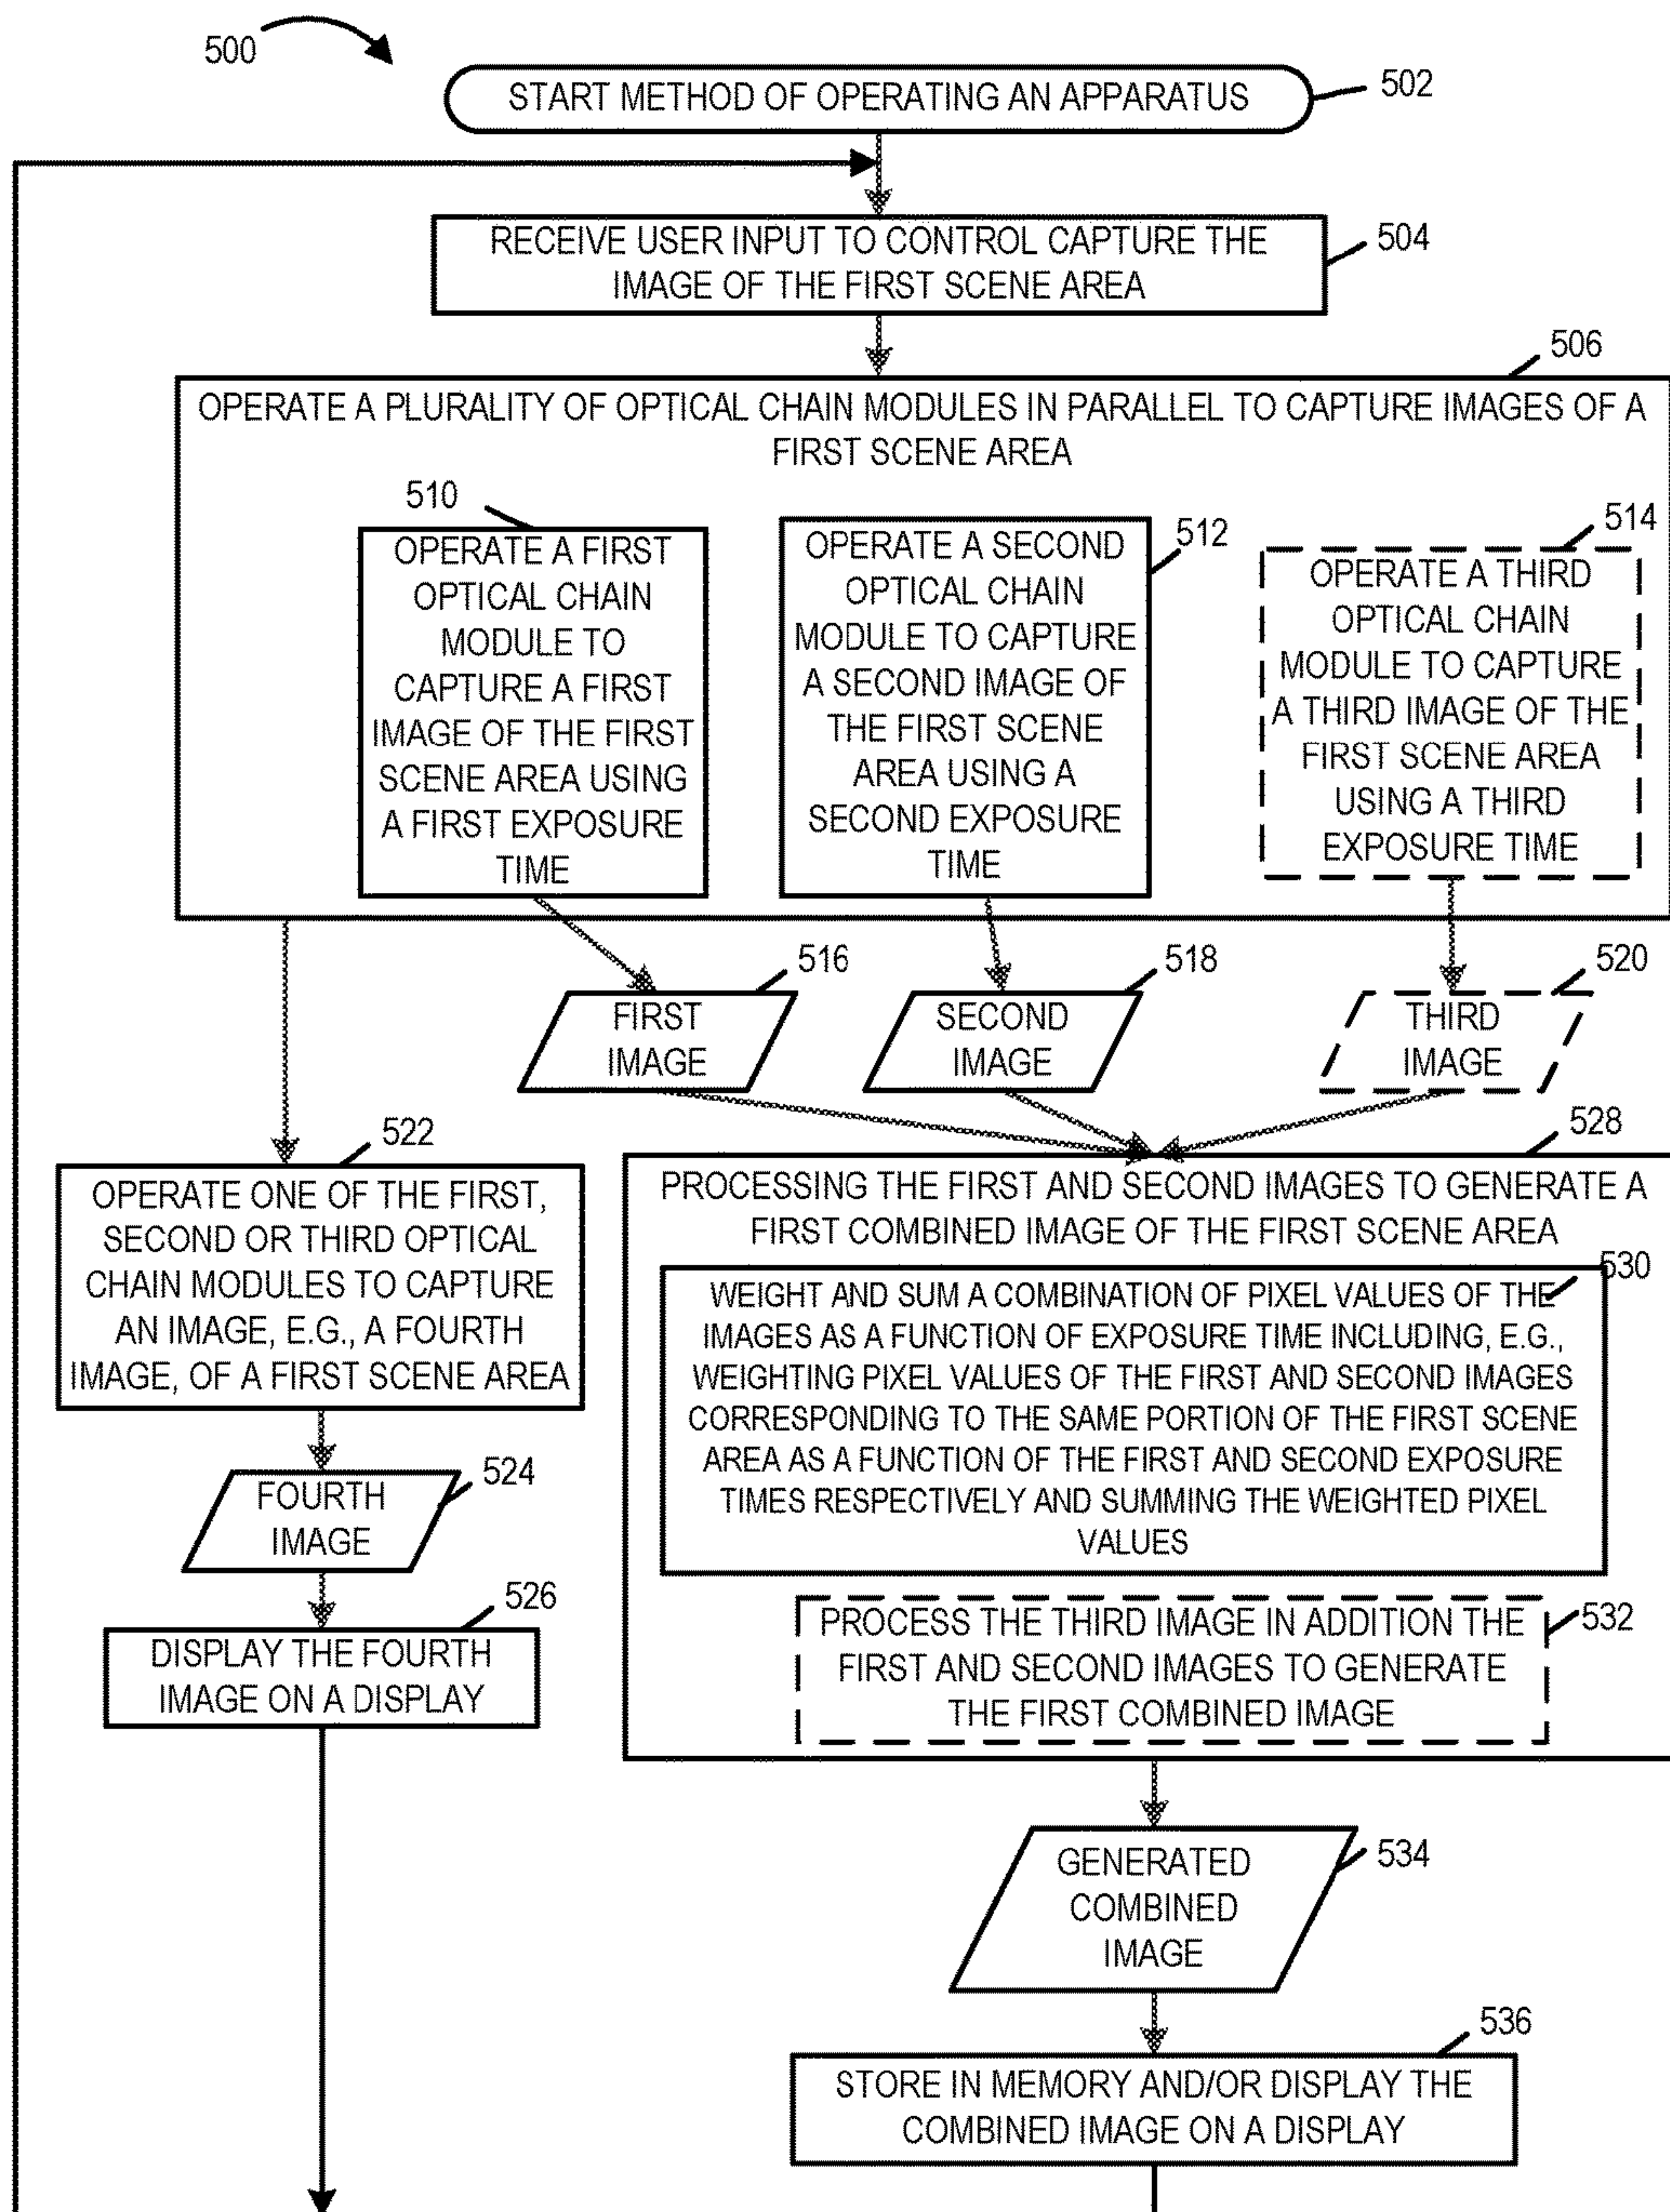 500
START METHOD OF OPERATING AN APPARATUS
502
RECEIVE USER INPUT TO CONTROL CAPTURE THE
IMAGE OF THE FIRST SCENE AREA
504
506
OPERATE A PLURALITY OF OPTICAL CHAIN MODULES IN PARALLEL TO CAPTURE IMAGES OF A
FIRST SCENE AREA
510
OPERATE A FIRST
OPTICAL CHAIN
MODULE TO
CAPTURE A FIRST
IMAGE OF THE FIRST
SCENE AREA USING
A FIRST EXPOSURE
TIME
512
OPERATE A SECOND
OPTICAL CHAIN
MODULE TO CAPTURE
A SECOND IMAGE OF
THE FIRST SCENE
AREA USING A
SECOND EXPOSURE
TIME
514
OPERATE A THIRD
OPTICAL CHAIN
MODULE TO CAPTURE
A THIRD IMAGE OF THE
FIRST SCENE AREA
USING A THIRD
EXPOSURE TIME
516
FIRST
IMAGE
518
SECOND
IMAGE
520
THIRD
IMAGE
522
OPERATE ONE OF THE FIRST,
SECOND OR THIRD OPTICAL
CHAIN MODULES TO CAPTURE
AN IMAGE, E.G., A FOURTH
IMAGE, OF A FIRST SCENE AREA
524
FOURTH
IMAGE
526
DISPLAY THE FOURTH
IMAGE ON A DISPLAY
528
PROCESSING THE FIRST AND SECOND IMAGES TO GENERATE A
FIRST COMBINED IMAGE OF THE FIRST SCENE AREA
530
WEIGHT AND SUM A COMBINATION OF PIXEL VALUES OF THE
IMAGES AS A FUNCTION OF EXPOSURE TIME INCLUDING, E.G.,
WEIGHTING PIXEL VALUES OF THE FIRST AND SECOND IMAGES
CORRESPONDING TO THE SAME PORTION OF THE FIRST SCENE
AREA AS A FUNCTION OF THE FIRST AND SECOND EXPOSURE
TIMES RESPECTIVELY AND SUMMING THE WEIGHTED PIXEL
VALUES
532
PROCESS THE THIRD IMAGE IN ADDITION THE
FIRST AND SECOND IMAGES TO GENERATE
THE FIRST COMBINED IMAGE
534
GENERATED
COMBINED
IMAGE
536
STORE IN MEMORY AND/OR DISPLAY THE
COMBINED IMAGE ON A DISPLAY